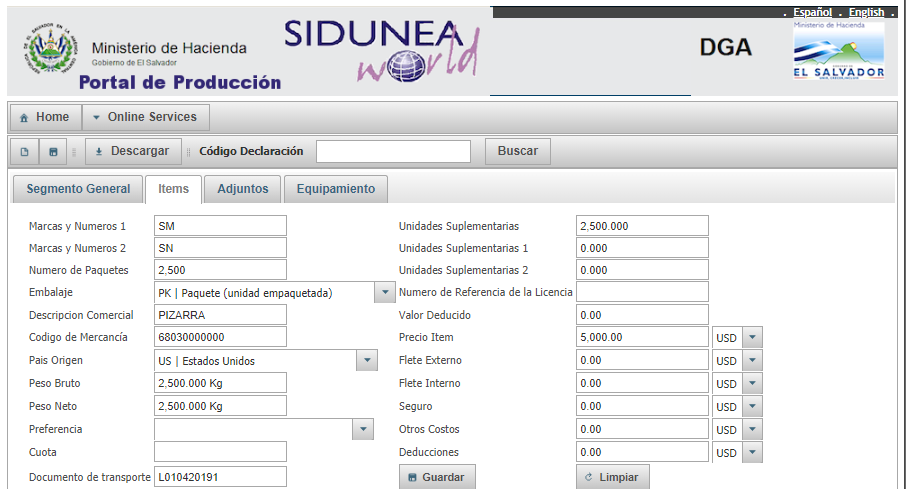 . Español . English .
Ministerio de Hacienda
Gobierno de El Salvador
Portal de Producción
SIDUNEA
world
DGA
Ministerio de Hacienda
EL SALVADOR
Home Online Services
Descargar Código Declaración Buscar
Segmento General Items Adjuntos Equipamiento
Marcas y Numeros 1 SM Unidades Suplementarias 2,500.000
Marcas y Numeros 2 SN Unidades Suplementarias 1 0.000
Numero de Paquetes 2,500 Unidades Suplementarias 2 0.000
Embalaje PK | Paquete (unidad empaquetada) Numero de Referencia de la Licencia
Descripcion Comercial PIZARRA Valor Deducido 0.00
Codigo de Mercancía 68030000000 Precio Item 5,000.00 USD
Pais Origen US | Estados Unidos Flete Externo 0.00 USD
Peso Bruto 2,500.000 Kg Flete Interno 0.00 USD
Peso Neto 2,500.000 Kg Seguro 0.00 USD
Preferencia Otros Costos 0.00 USD
Cuota Deducciones 0.00 USD
Documento de transporte L010420191 Guardar Limpiar